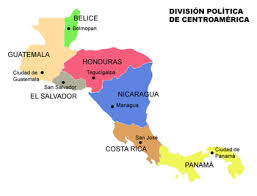 DIVISIÓN POLÍTICA
DE CENTROAMÉRICA
BELICE
Belmopan
GUATEMALA
HONDURAS
Ciudad de
Guatemala
Tegucigalpa
San Salvador
EL SALVADOR
NICARAGUA
Managua
San José
COSTA RICA
Ciudad de
Panamá
PANAMÁ